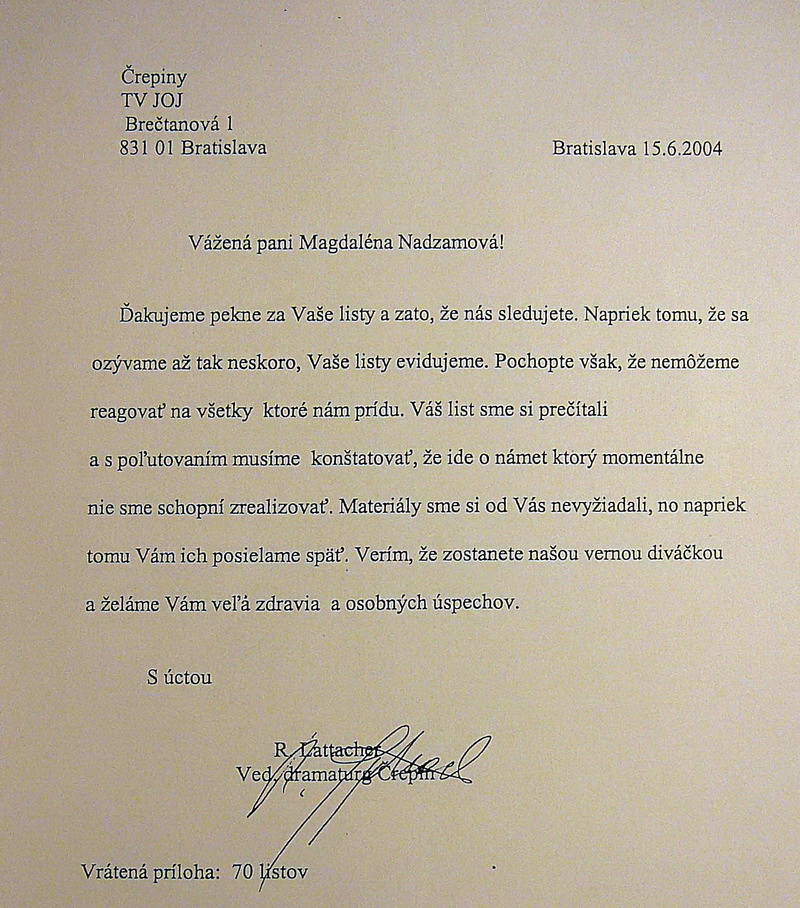 Črepiny
TV JOJ
Brečtanová 1
831 01 Bratislava
Bratislava 15.6.2004
Vážená pani Magdaléna Nadzamová!
Ďakujeme pekne za Vaše listy a zato, že nás sledujete. Napriek tomu, že sa
ozývame až tak neskoro, Vaše listy evidujeme. Pochopte však, že nemôžeme
reagovať na všetky ktoré nám prídu. Váš list sme si prečítali
a s poľutovaním musíme konštatovať, že ide o námet ktorý momentálne
nie sme schopní zrealizovať. Materiály sme si od Vás nevyžiadali, no napriek
tomu Vám ich posielame späť. Verím, že zostanete našou vernou diváčkou
a želáme Vám veľa zdravia a osobných úspechov.
S úctou
R. Lattacher
Ved. dramaturg Črepín
Vrátená príloha: 70 listov